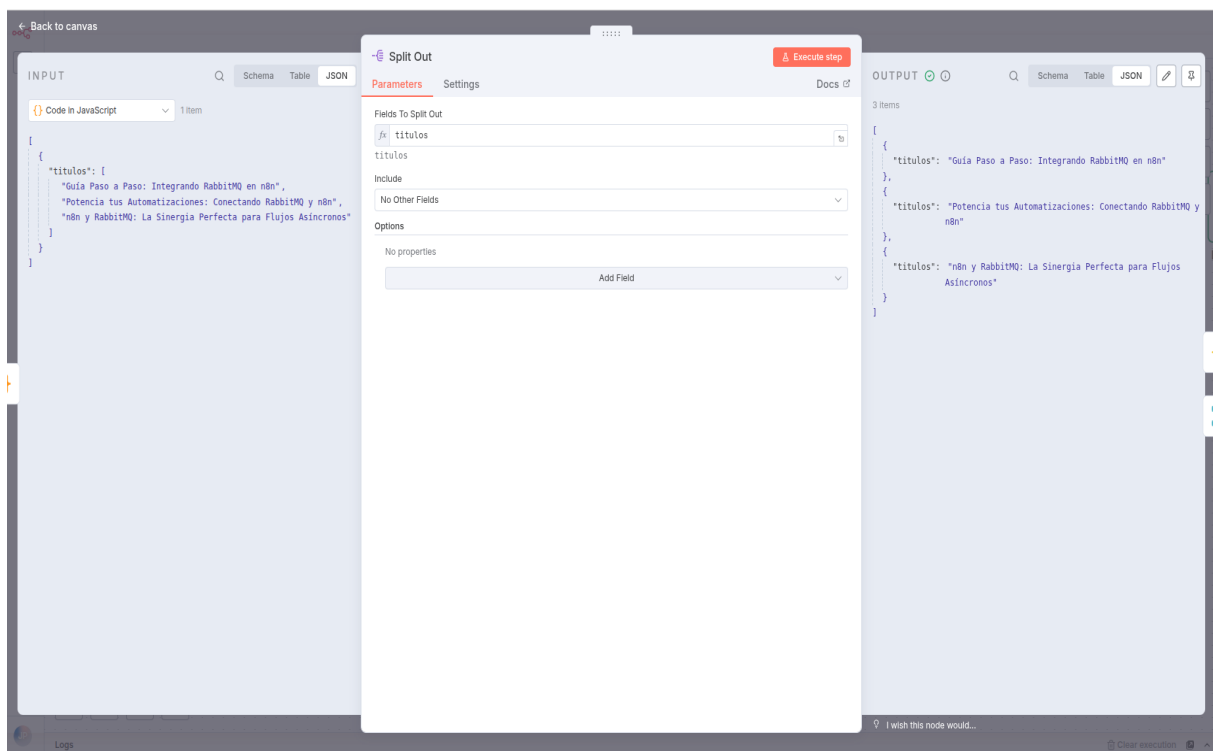 Back to canvas
INPUT
Schema Table JSON
{} Code in JavaScript
1 item
[
{
"titulos": [
"Guía Paso a Paso: Integrando RabbitMQ en n8n",
"Potencia tus Automatizaciones: Conectando RabbitMQ y n8n",
"n8n y RabbitMQ: La Sinergia Perfecta para Flujos Asíncronos"
]
}
]
Split Out
Execute step
Parameters Settings
Docs
Fields To Split Out
fx titulos
titulos
Include
No Other Fields
Options
No properties
Add Field
OUTPUT
Schema Table JSON
3 items
[
{
"titulos": "Guía Paso a Paso: Integrando RabbitMQ en n8n"
},
{
"titulos": "Potencia tus Automatizaciones: Conectando RabbitMQ y
n8n"
},
{
"titulos": "n8n y RabbitMQ: La Sinergia Perfecta para Flujos
Asíncronos"
}
]
I wish this node would...
Logs
Clear execution